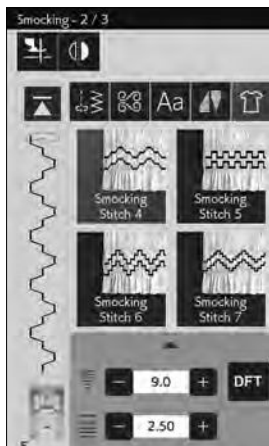 Smocking - 2 / 3
Aa
Smocking
Stitch 4
Smocking
Stitch 5
Smocking
Stitch 6
Smocking
Stitch 7
9.0
DFT
2.50